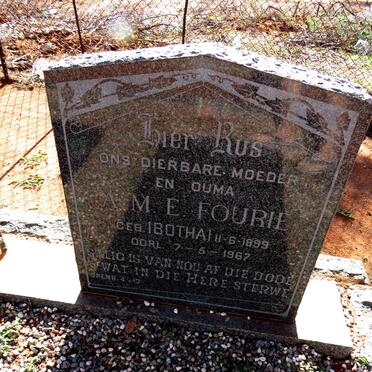 Hier Rus
ONS DIERBARE MOEDER
EN OUMA
A. M. E. FOURIE
GEB. (BOTHA) 11-6-1899
OORL. 7-5-1967
SALIG IS VAN NOU AF DIE DODE
WAT IN DIE HERE STERWE